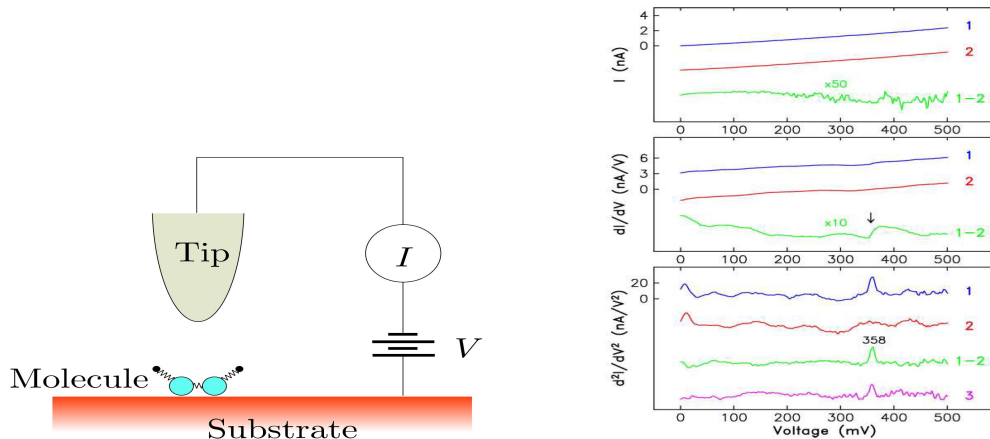 Tip
I
V
Molecule
Substrate
4
2
0
I (nA)
1
2
×50
1−2
0 100 200 300 400 500
6
3
0
dI/dV (nA/V)
1
2
×10
↓
1−2
0 100 200 300 400 500
20
0
d²I/dV² (nA/V²)
1
2
358
1−2
3
0 100 200 300 400 500
Voltage (mV)